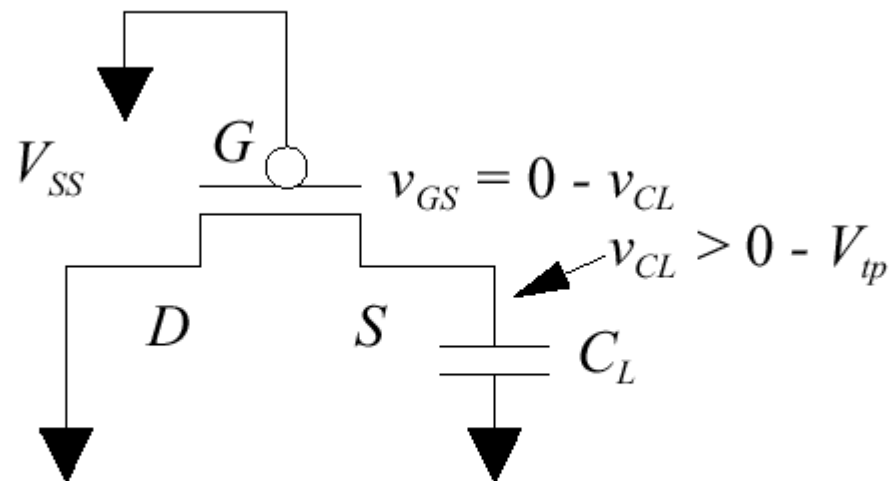 G
V_SS
v_GS = 0 - v_CL
v_CL > 0 - V_tp
D S
C_L